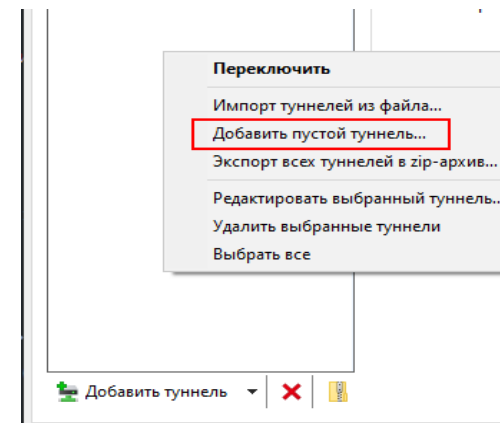 Переключить
Импорт туннелей из файла...
Добавить пустой туннель...
Экспорт всех туннелей в zip-архив...
Редактировать выбранный туннель..
Удалить выбранные туннели
Выбрать все
Добавить туннель